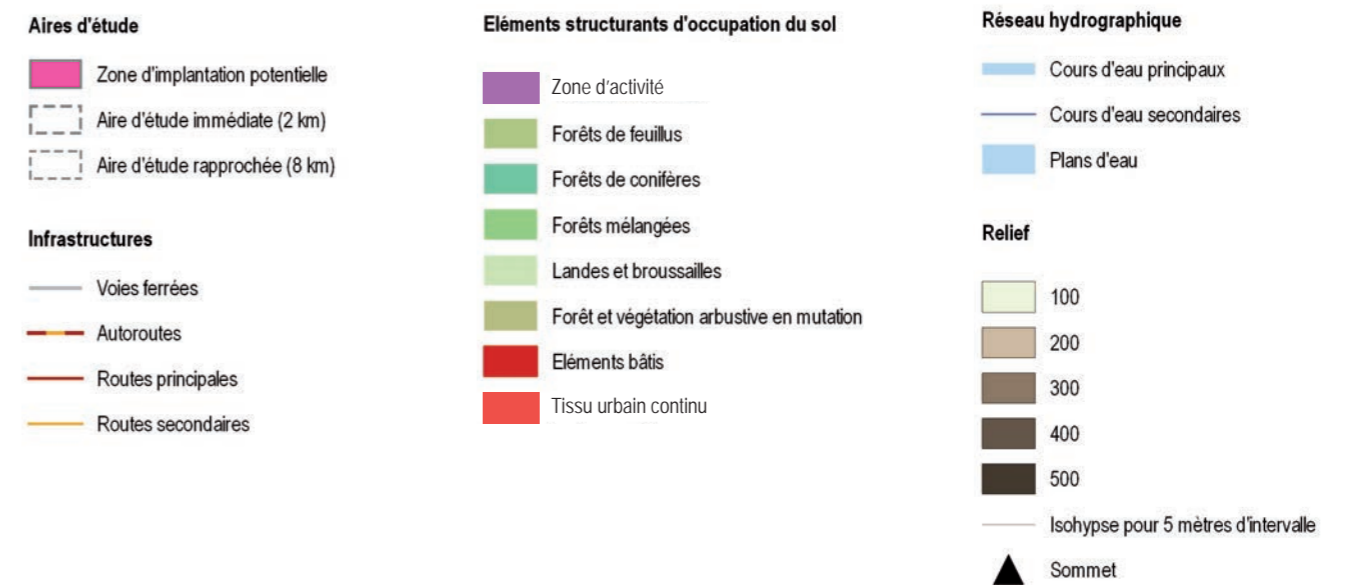 Aires d'étude
Zone d'implantation potentielle
Aire d'étude immédiate (2 km)
Aire d'étude rapprochée (8 km)
Infrastructures
Voies ferrées
Autoroutes
Routes principales
Routes secondaires
Eléments structurants d'occupation du sol
Zone d'activité
Forêts de feuillus
Forêts de conifères
Forêts mélangées
Landes et broussailles
Forêt et végétation arbustive en mutation
Eléments bâtis
Tissu urbain continu
Réseau hydrographique
Cours d'eau principaux
Cours d'eau secondaires
Plans d'eau
Relief
100
200
300
400
500
Isohypse pour 5 mètres d'intervalle
Sommet